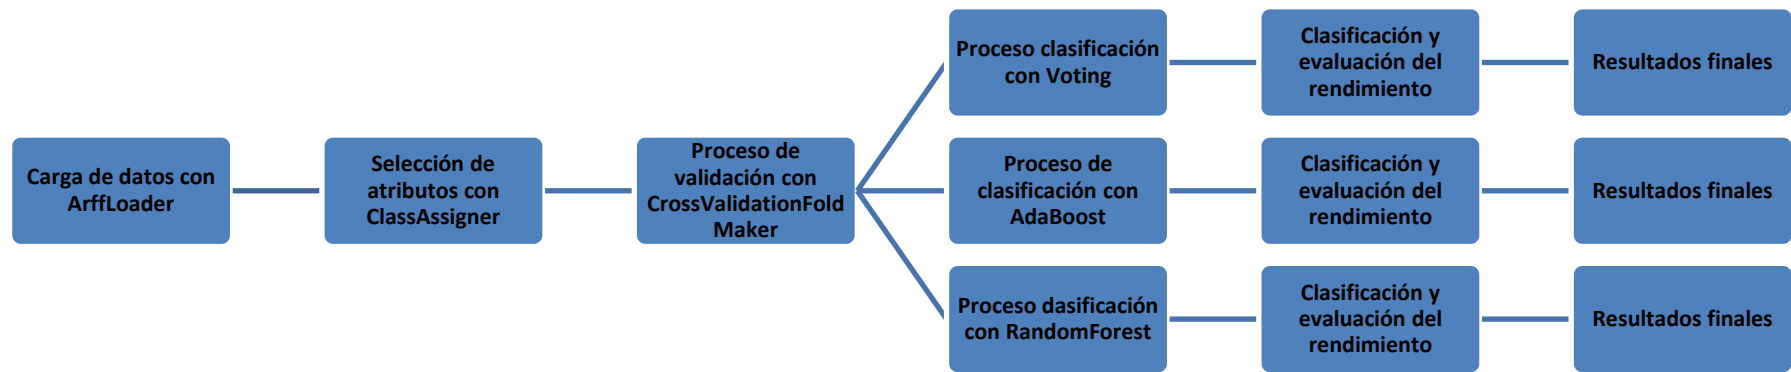 Carga de datos con
ArffLoader
Selección de
atributos con
ClassAssigner
Proceso de
validación con
CrossValidationFold
Maker
Proceso clasificación
con Voting
Clasificación y
evaluación del
rendimiento
Resultados finales
Proceso de
clasificación con
AdaBoost
Clasificación y
evaluación del
rendimiento
Resultados finales
Proceso dasificación
con RandomForest
Clasificación y
evaluación del
rendimiento
Resultados finales